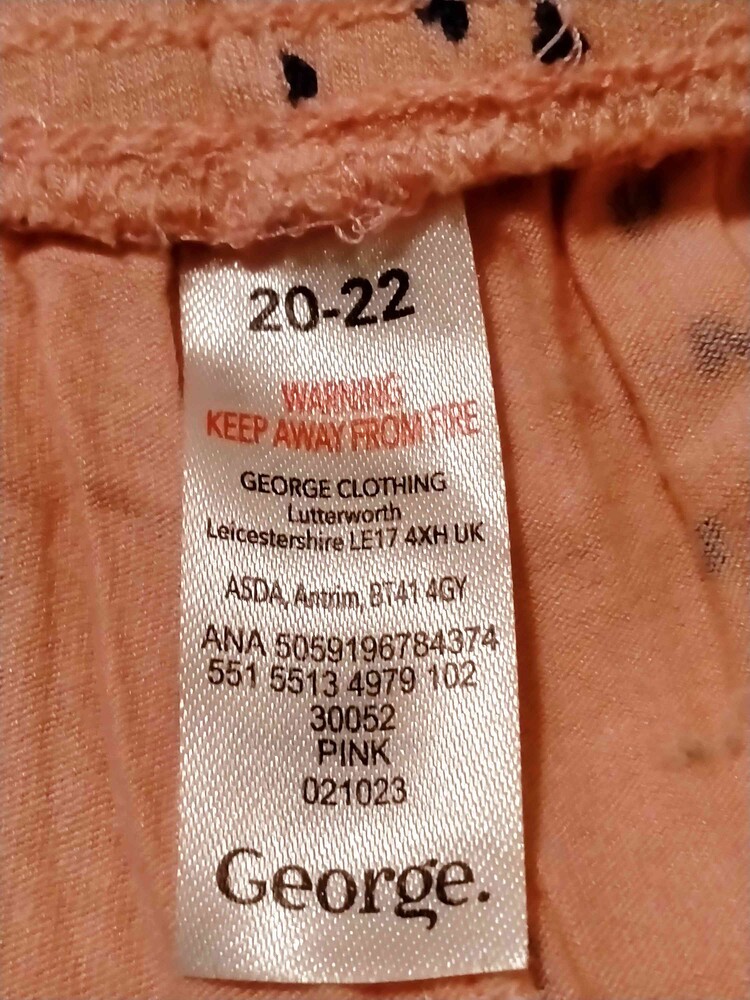 20-22
WARNING
KEEP AWAY FROM FIRE
GEORGE CLOTHING
Lutterworth
Leicestershire LE17 4XH UK
ASDA, Antrim, BT41 4GY
ANA 5059196784374
551 5513 4979 102
30052
PINK
021023
George.